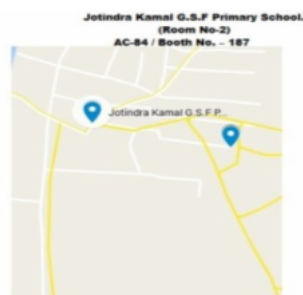 Jotindra Kamal G.S.F Primary School.
(Room No-2)
AC-84 / Booth No. – 187
Jotindra Kamal G.S.F P...